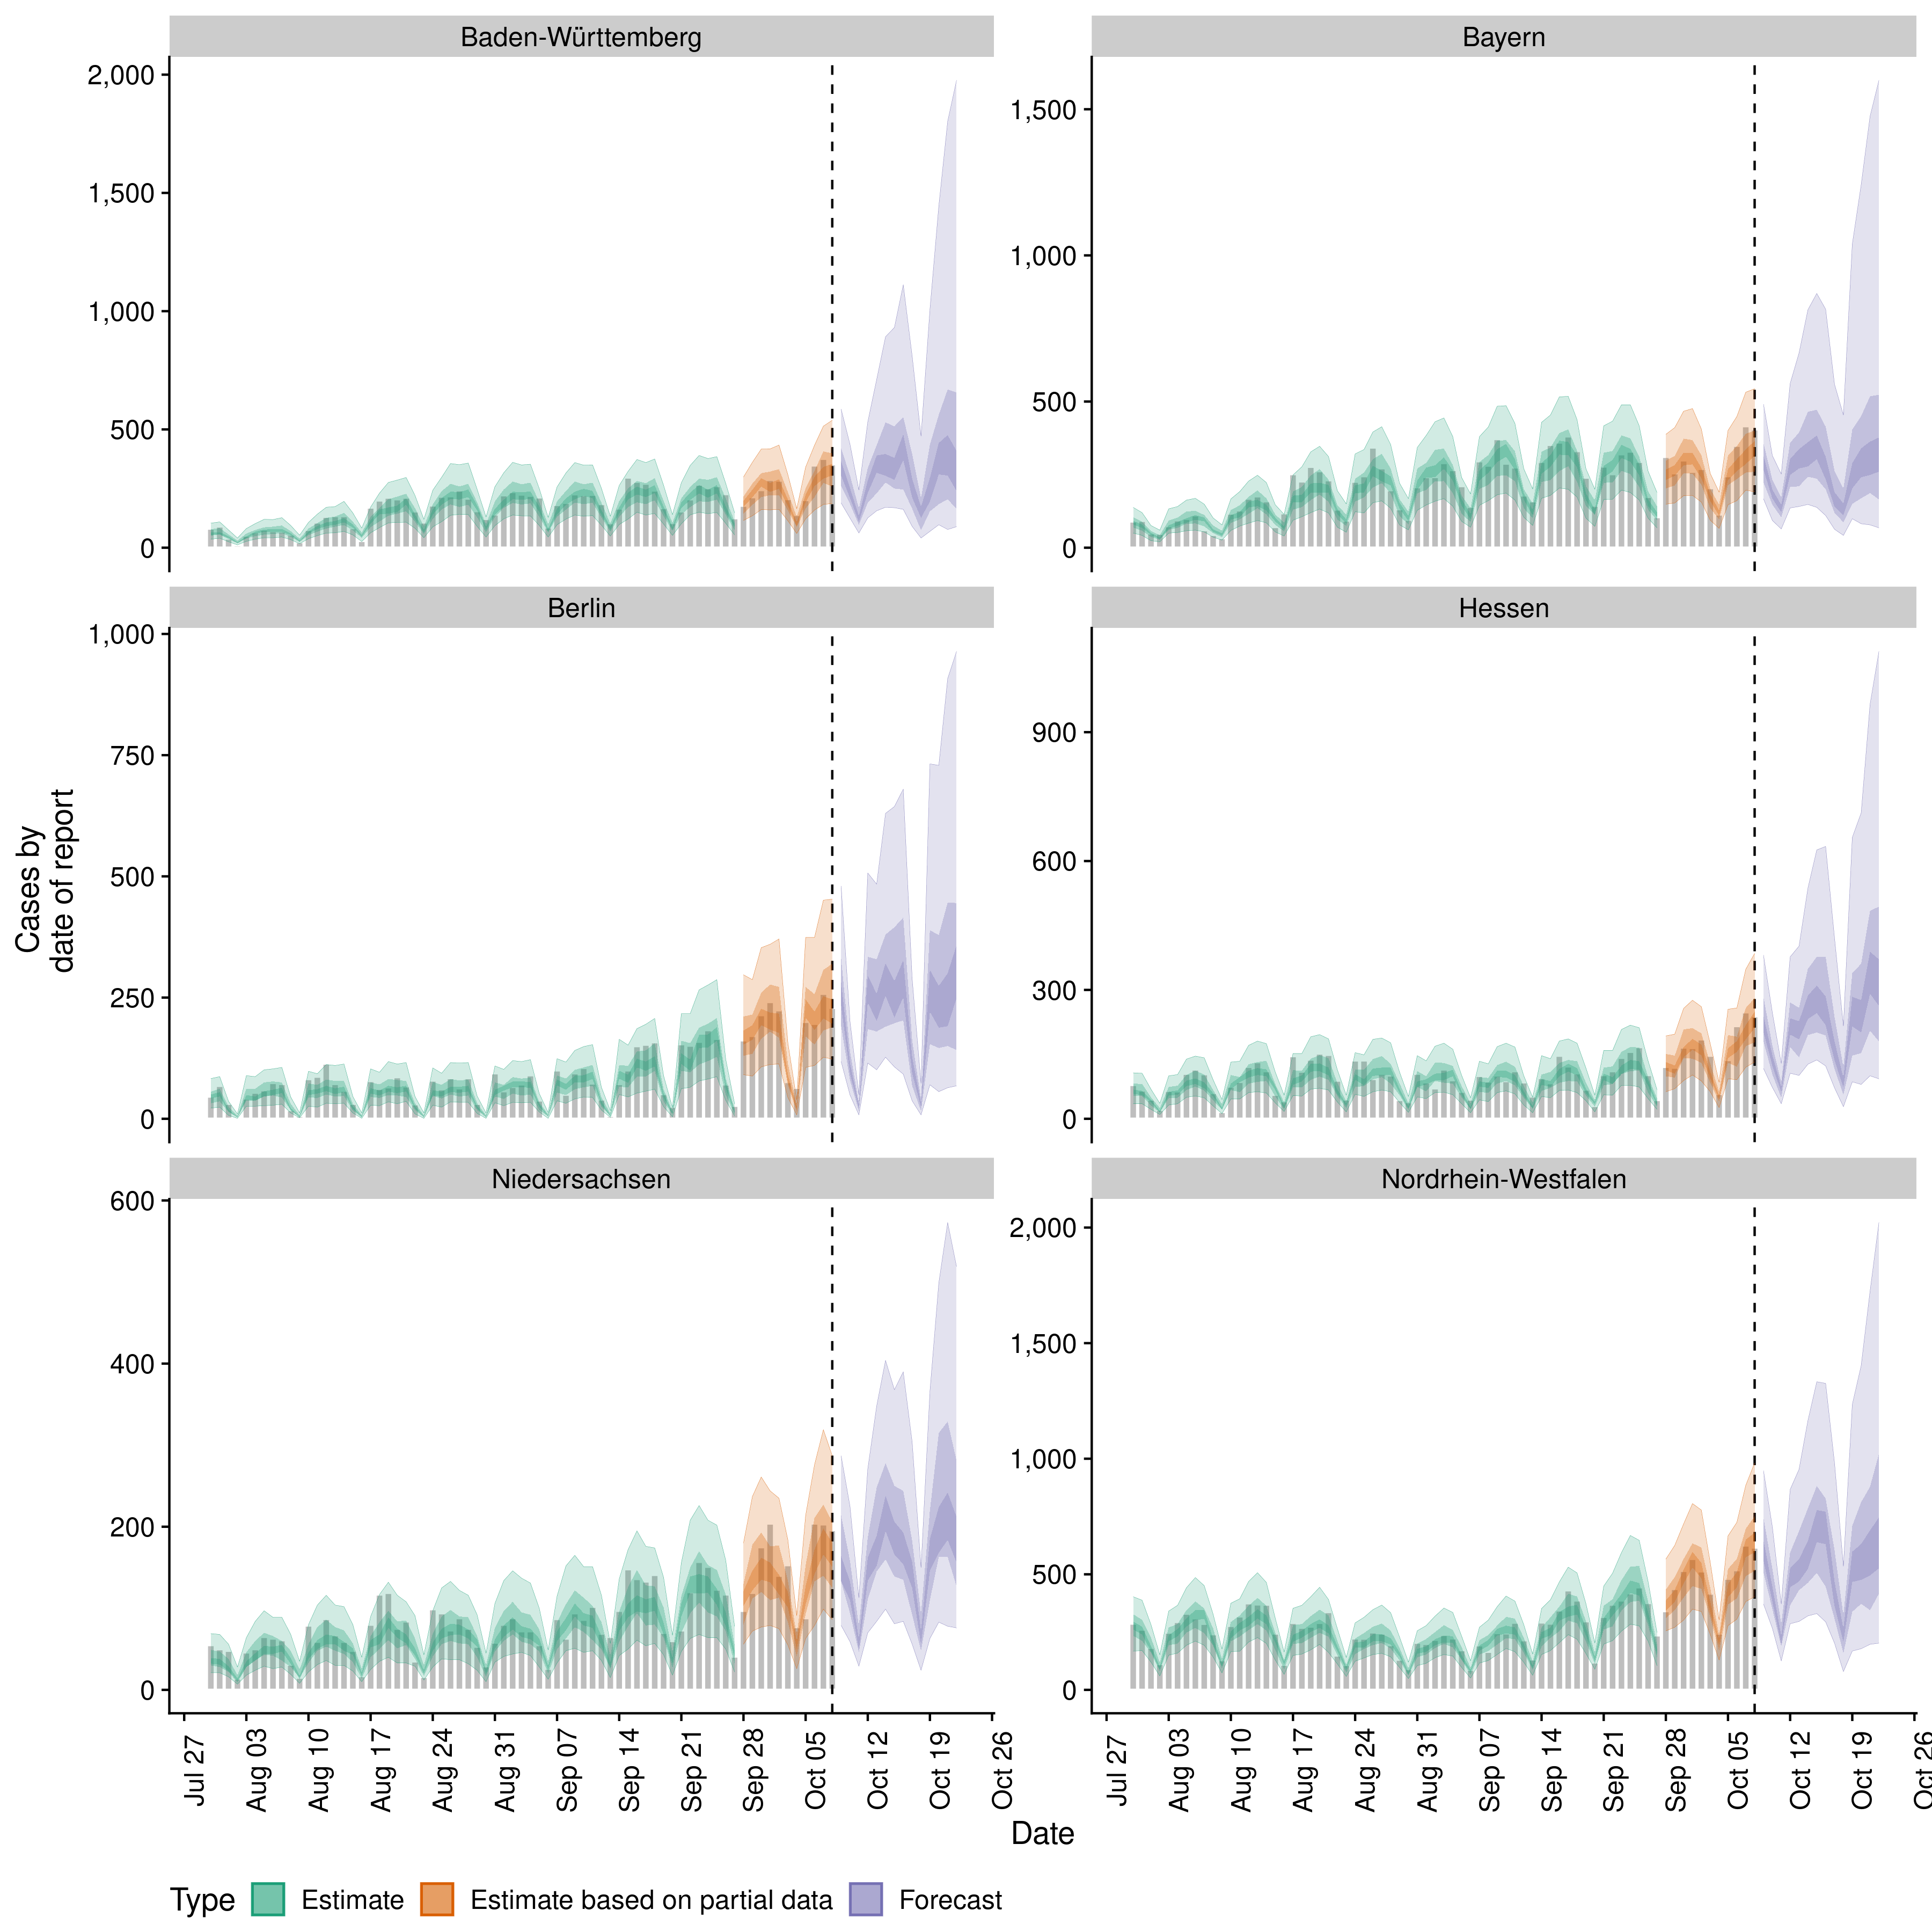 Baden-Württemberg
Bayern
2,000
1,500
1,000
500
0
1,500
1,000
500
0
Berlin
Hessen
1,000
750
500
250
0
900
600
300
0
Cases by
date of report
Niedersachsen
Nordrhein-Westfalen
600
400
200
0
2,000
1,500
1,000
500
0
Jul 27
Aug 03
Aug 10
Aug 17
Aug 24
Aug 31
Sep 07
Sep 14
Sep 21
Sep 28
Oct 05
Oct 12
Oct 19
Oct 26
Jul 27
Aug 03
Aug 10
Aug 17
Aug 24
Aug 31
Sep 07
Sep 14
Sep 21
Sep 28
Oct 05
Oct 12
Oct 19
Oct 26
Date
Type Estimate Estimate based on partial data Forecast